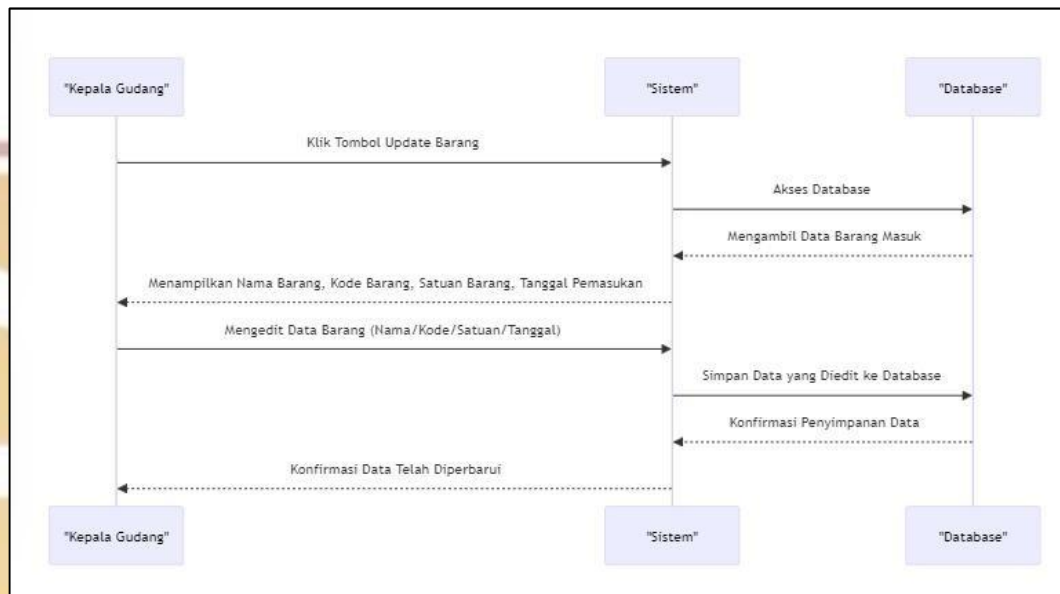 "Kepala Gudang" "Sistem" "Database"
Klik Tombol Update Barang
Akses Database
Mengambil Data Barang Masuk
Menampilkan Nama Barang, Kode Barang, Satuan Barang, Tanggal Pemasukan
Mengedit Data Barang (Nama/Kode/Satuan/Tanggal)
Simpan Data yang Diedit ke Database
Konfirmasi Penyimpanan Data
Konfirmasi Data Telah Diperbarui
"Kepala Gudang" "Sistem" "Database"